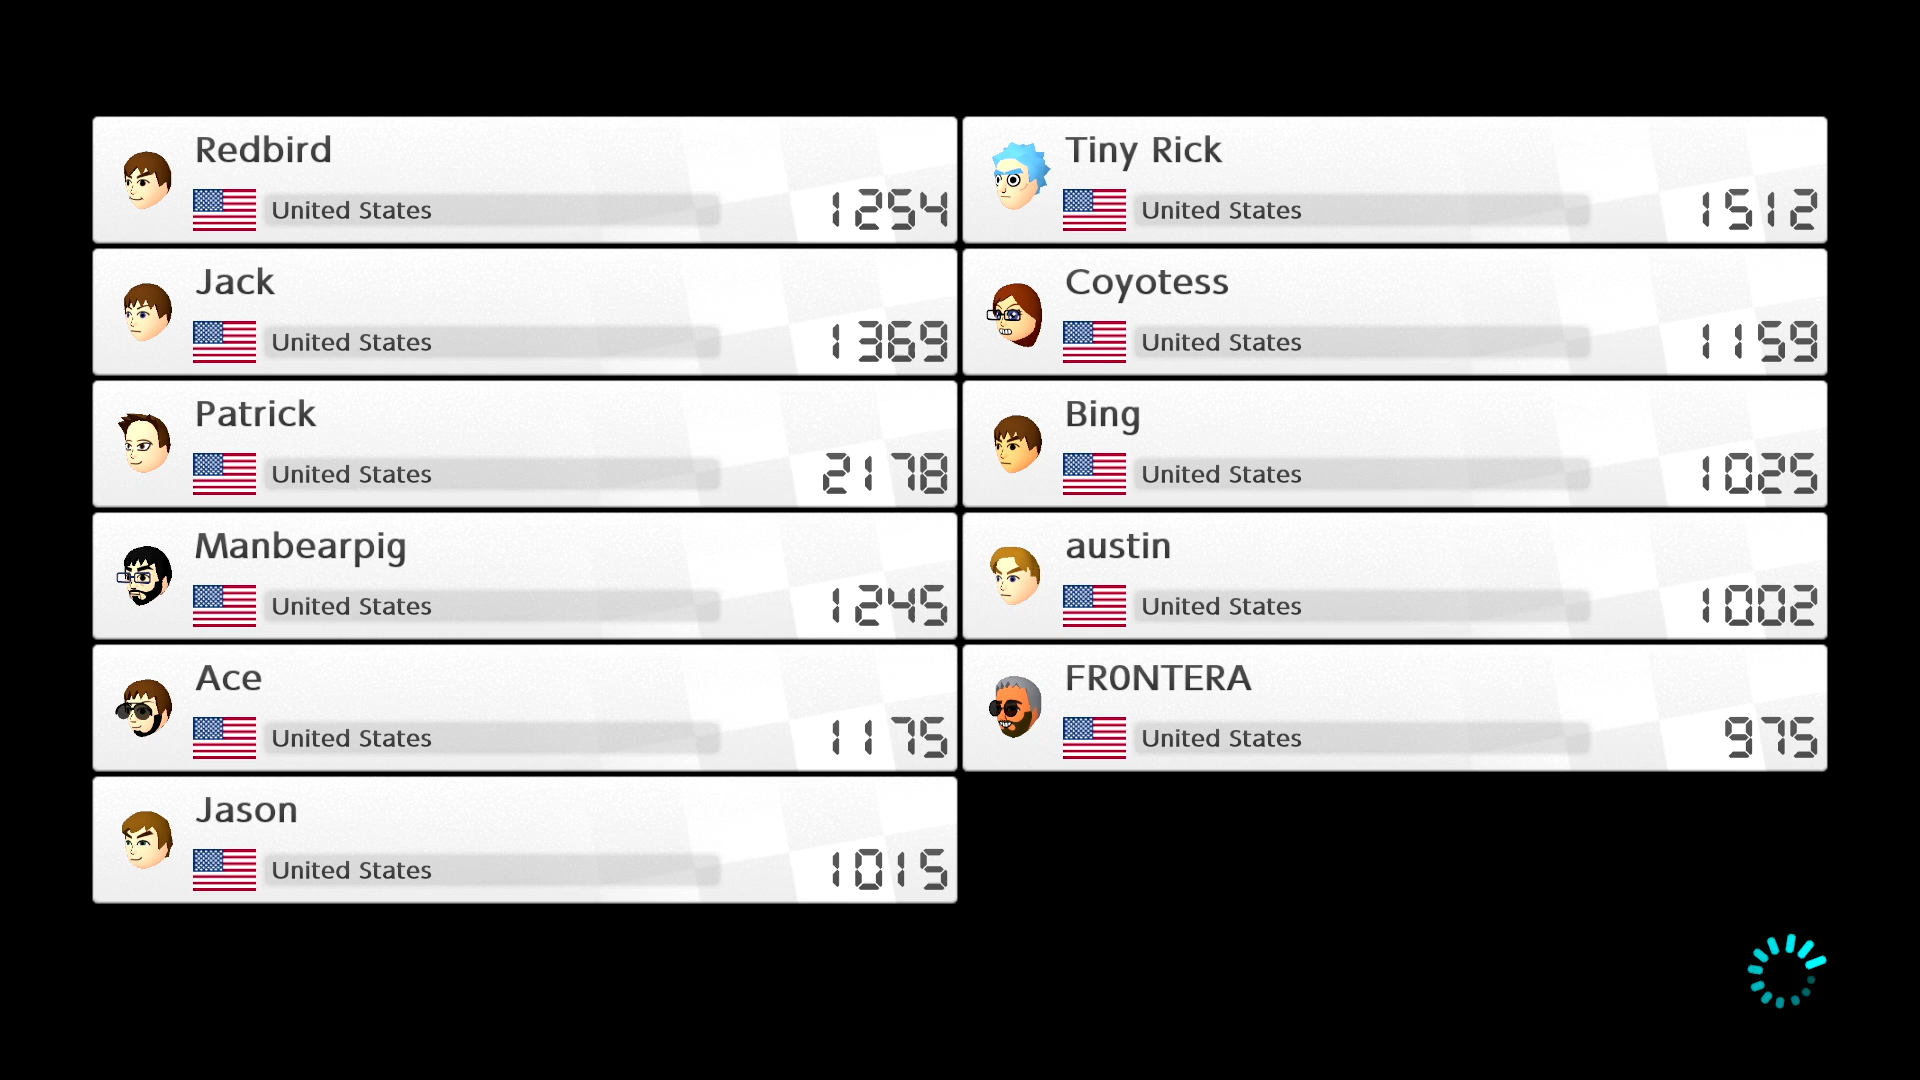 Redbird
United States
1254
Tiny Rick
United States
1512
Jack
United States
1369
Coyotess
United States
1159
Patrick
United States
2178
Bing
United States
1025
Manbearpig
United States
1245
austin
United States
1002
Ace
United States
1175
FR0NTERA
United States
975
Jason
United States
1015